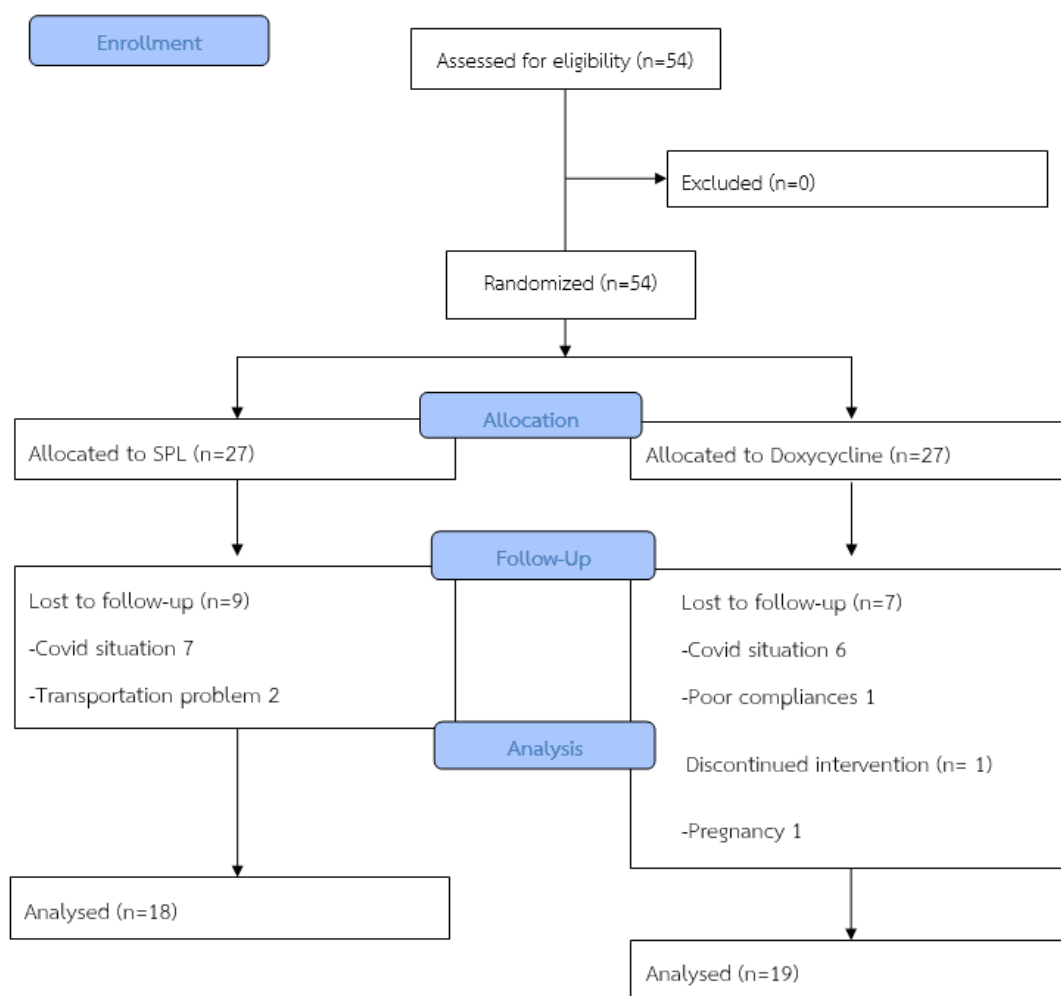 Enrollment
Assessed for eligibility (n=54)
Excluded (n=0)
Randomized (n=54)
Allocation
Allocated to SPL (n=27)
Allocated to Doxycycline (n=27)
Follow-Up
Lost to follow-up (n=9)
-Covid situation 7
-Transportation problem 2
Lost to follow-up (n=7)
-Covid situation 6
-Poor compliances 1
Discontinued intervention (n= 1)
-Pregnancy 1
Analysis
Analysed (n=18)
Analysed (n=19)